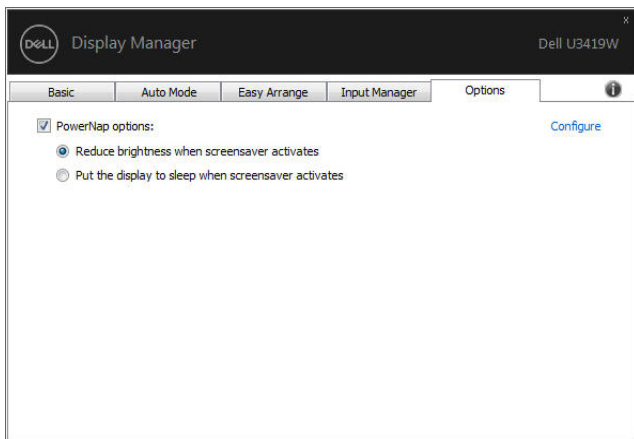 x
DELL Display Manager Dell U3419W
Basic Auto Mode Easy Arrange Input Manager Options i
PowerNap options: Configure
Reduce brightness when screensaver activates
Put the display to sleep when screensaver activates